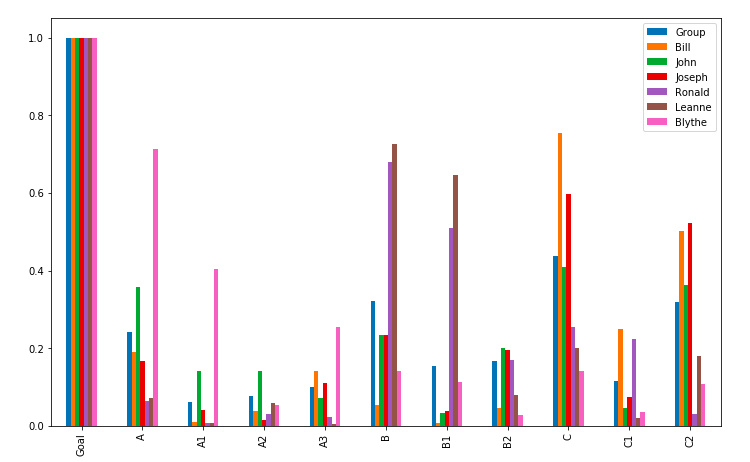 1.0
0.8
0.6
0.4
0.2
0.0
Group
Bill
John
Joseph
Ronald
Leanne
Blythe
Goal
A
A1
A2
A3
B
B1
B2
C
C1
C2